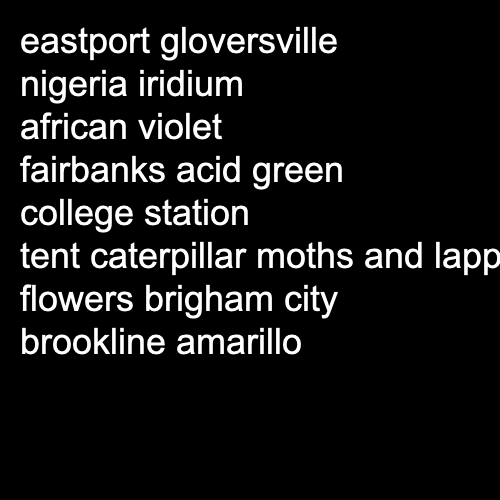 eastport gloversville
nigeria iridium
african violet
fairbanks acid green
college station
tent caterpillar moths and lapp
flowers brigham city
brookline amarillo